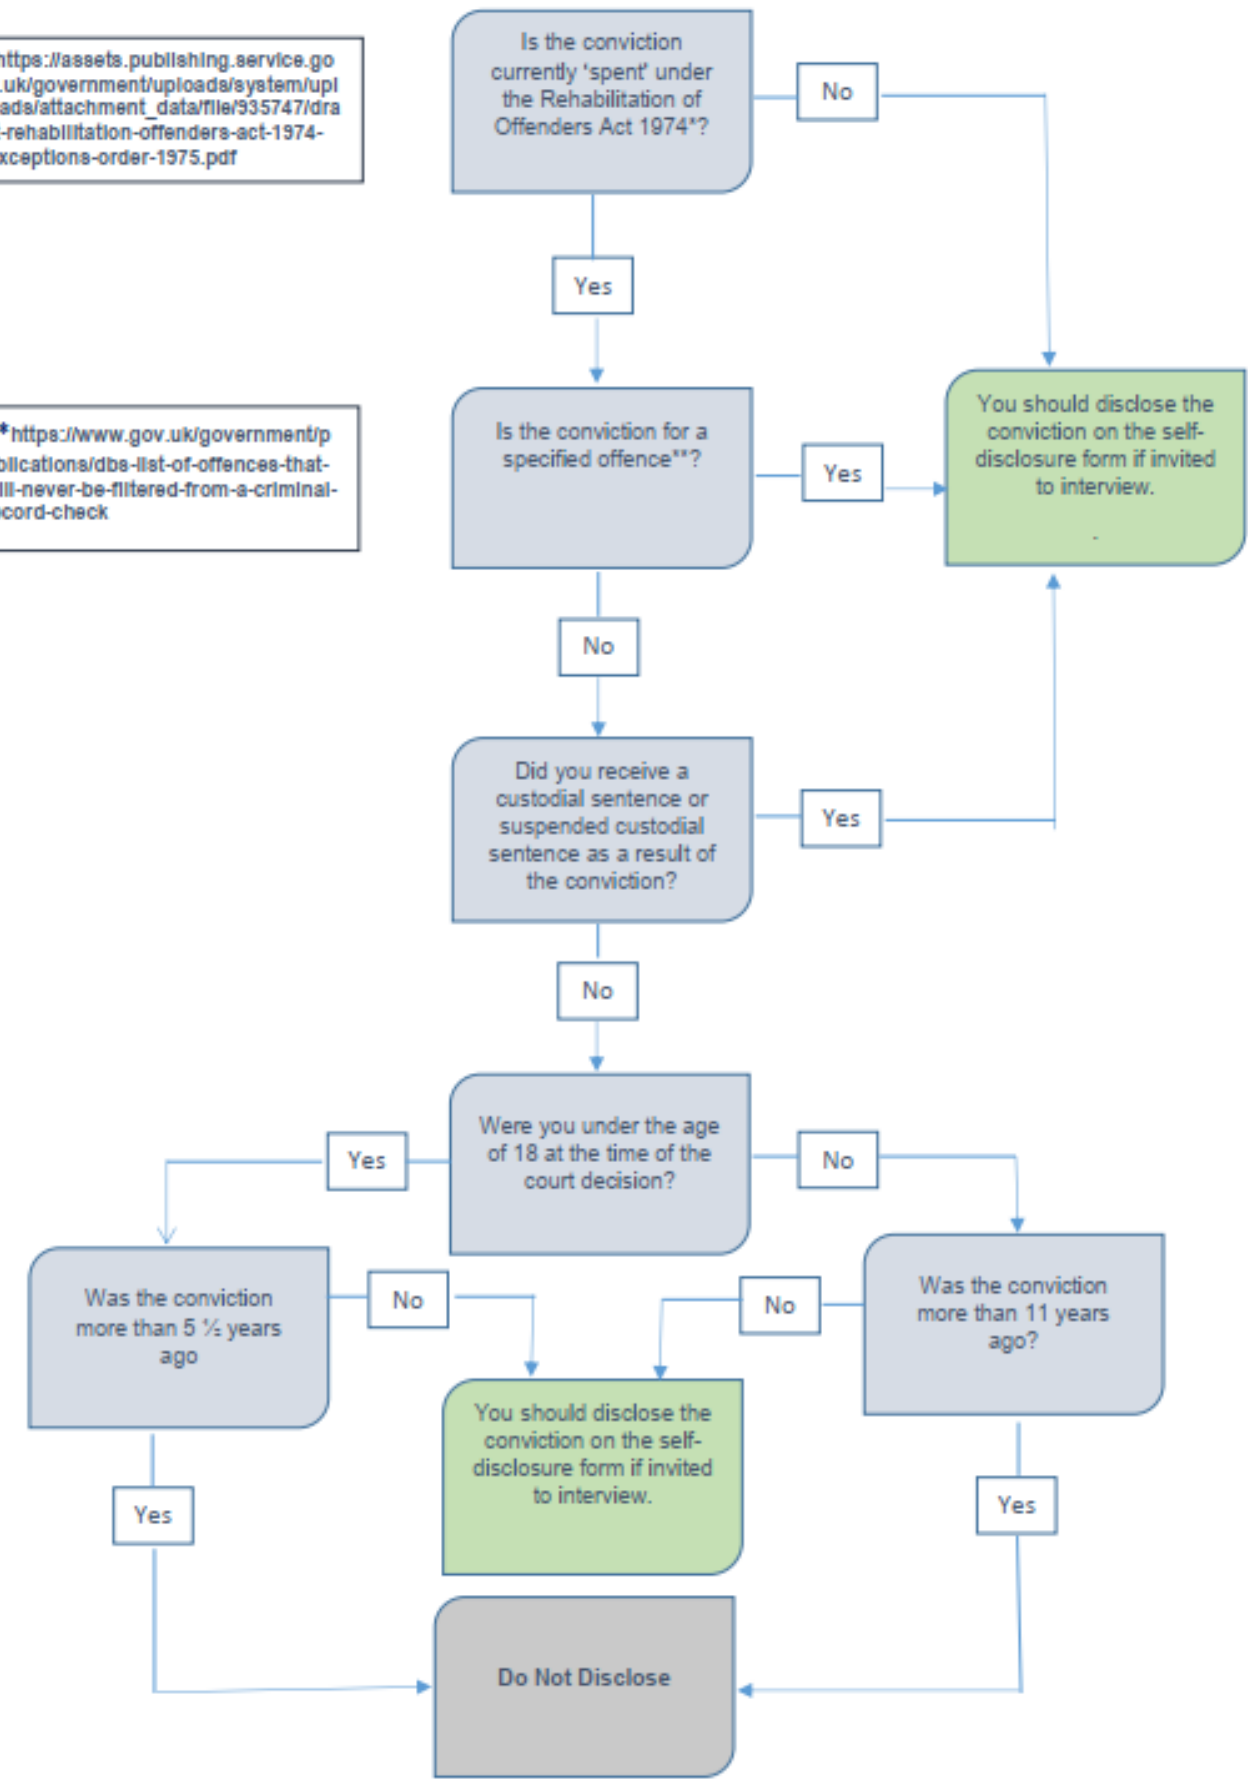 Is the conviction
currently 'spent' under
the Rehabilitation of
Offenders Act 1974*?
No
https://assets.publishing.service.go
.uk/government/uploads/system/upl
ads/attachment_data/file/935747/dra
t-rehabilitation-offenders-act-1974-
xceptions-order-1975.pdf
Yes
Is the conviction for a
specified offence**?
Yes
You should disclose the
conviction on the self-
disclosure form if invited
to interview.
.
*https://www.gov.uk/government/p
blications/dbs-list-of-offences-that-
ill-never-be-filtered-from-a-criminal-
cord-check
No
Did you receive a
custodial sentence or
suspended custodial
sentence as a result of
the conviction?
Yes
No
Were you under the age
of 18 at the time of the
court decision?
Yes
No
Was the conviction
more than 5 ½ years
ago
No
No
Was the conviction
more than 11 years
ago?
You should disclose the
conviction on the self-
disclosure form if invited
to interview.
Yes
Yes
Do Not Disclose